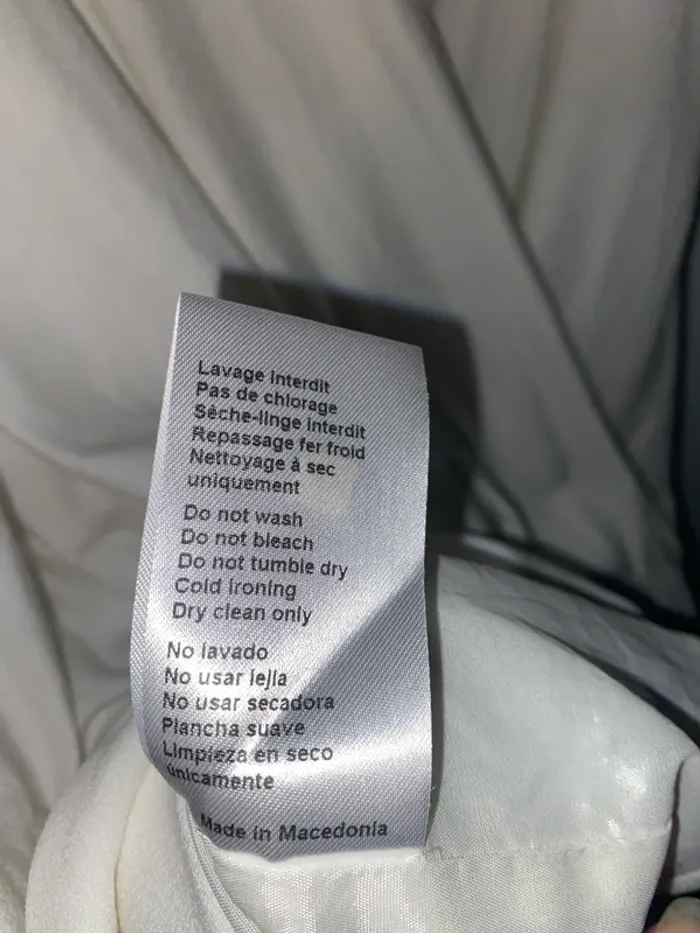 Lavage interdit
Pas de chlorage
Sèche-linge interdit
Repassage fer froid
Nettoyage à sec
uniquement
Do not wash
Do not bleach
Do not tumble dry
Cold ironing
Dry clean only
No lavado
No usar lejía
No usar secadora
Plancha suave
Limpieza en seco
únicamente
Made in Macedonia